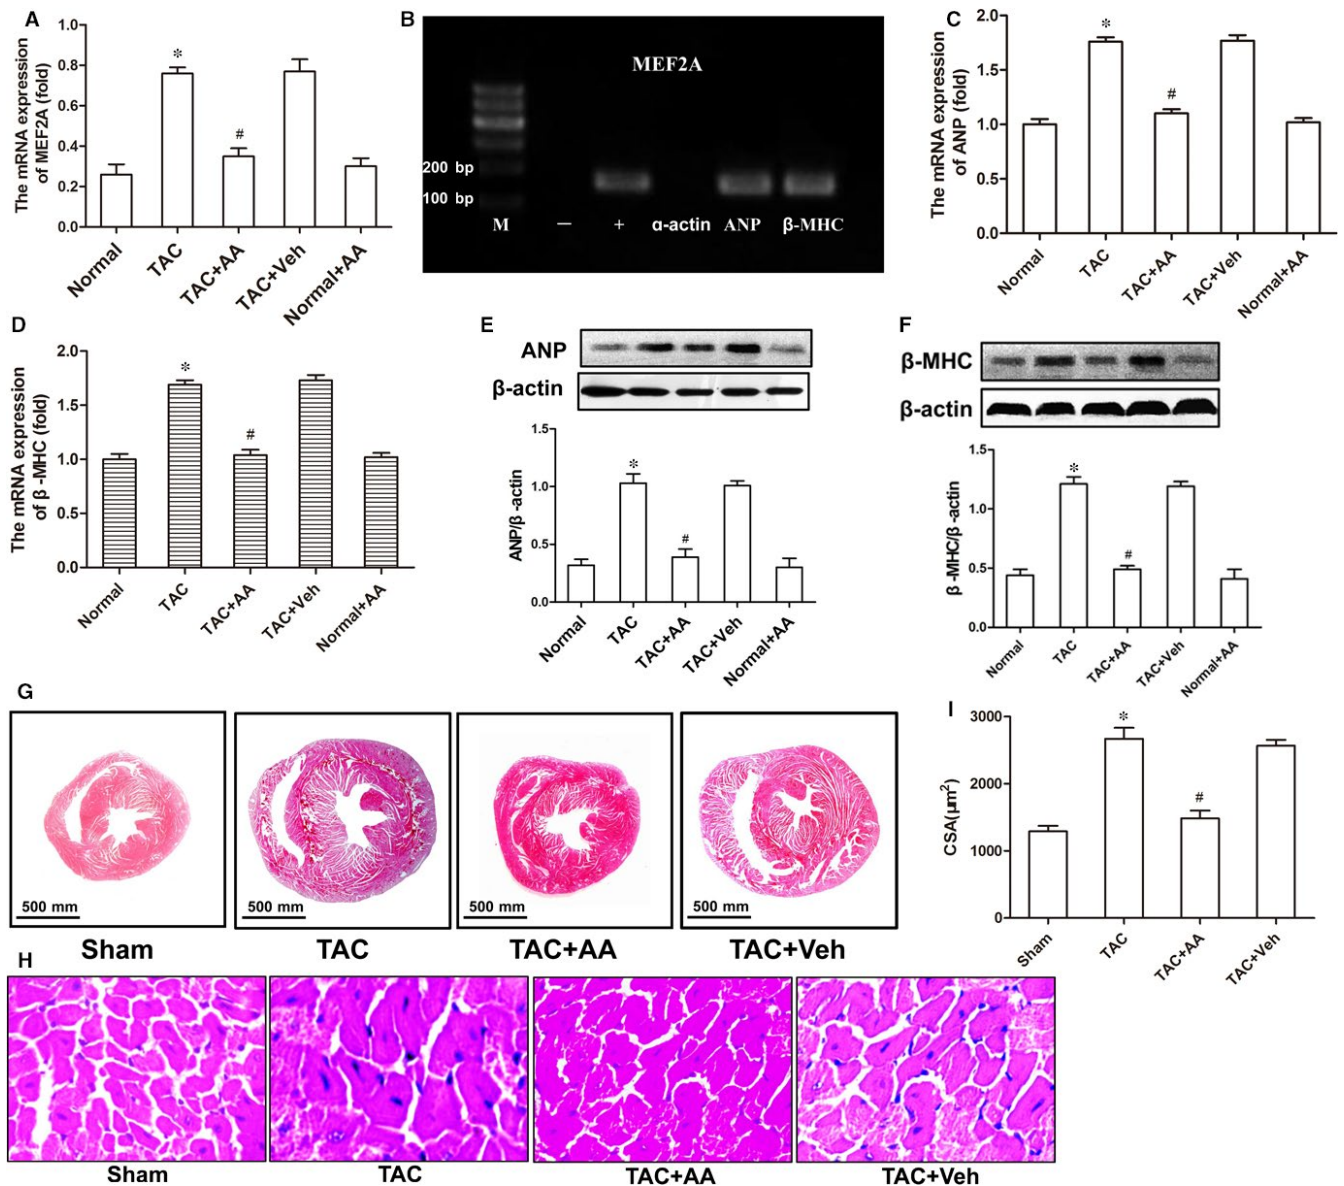 A
The mRNA expression
of MEF2A (fold)
1.0
0.8
0.6
0.4
0.2
0.0
*
#
Normal
TAC
TAC+AA
TAC+Veh
Normal+AA
B
MEF2A
200 bp
100 bp
M
—
+
α-actin
ANP
β-MHC
C
The mRNA expression
of ANP (fold)
2.0
1.5
1.0
0.5
0.0
*
#
Normal
TAC
TAC+AA
TAC+Veh
Normal+AA
D
The mRNA expression
of β -MHC (fold)
2.0
1.5
1.0
0.5
0.0
*
#
Normal
TAC
TAC+AA
TAC+Veh
Normal+AA
E
ANP
β-actin
ANP/β -actin
1.5
1.0
0.5
0.0
*
#
Normal
TAC
TAC+AA
TAC+Veh
Normal+AA
F
β-MHC
β-actin
β -MHC/β -actin
1.5
1.0
0.5
0.0
*
#
Normal
TAC
TAC+AA
TAC+Veh
Normal+AA
G
500 mm
500 mm
500 mm
500 mm
Sham
TAC
TAC+AA
TAC+Veh
I
CSA(μm²)
3000
2000
1000
0
*
#
Sham
TAC
TAC+AA
TAC+Veh
H
Sham
TAC
TAC+AA
TAC+Veh